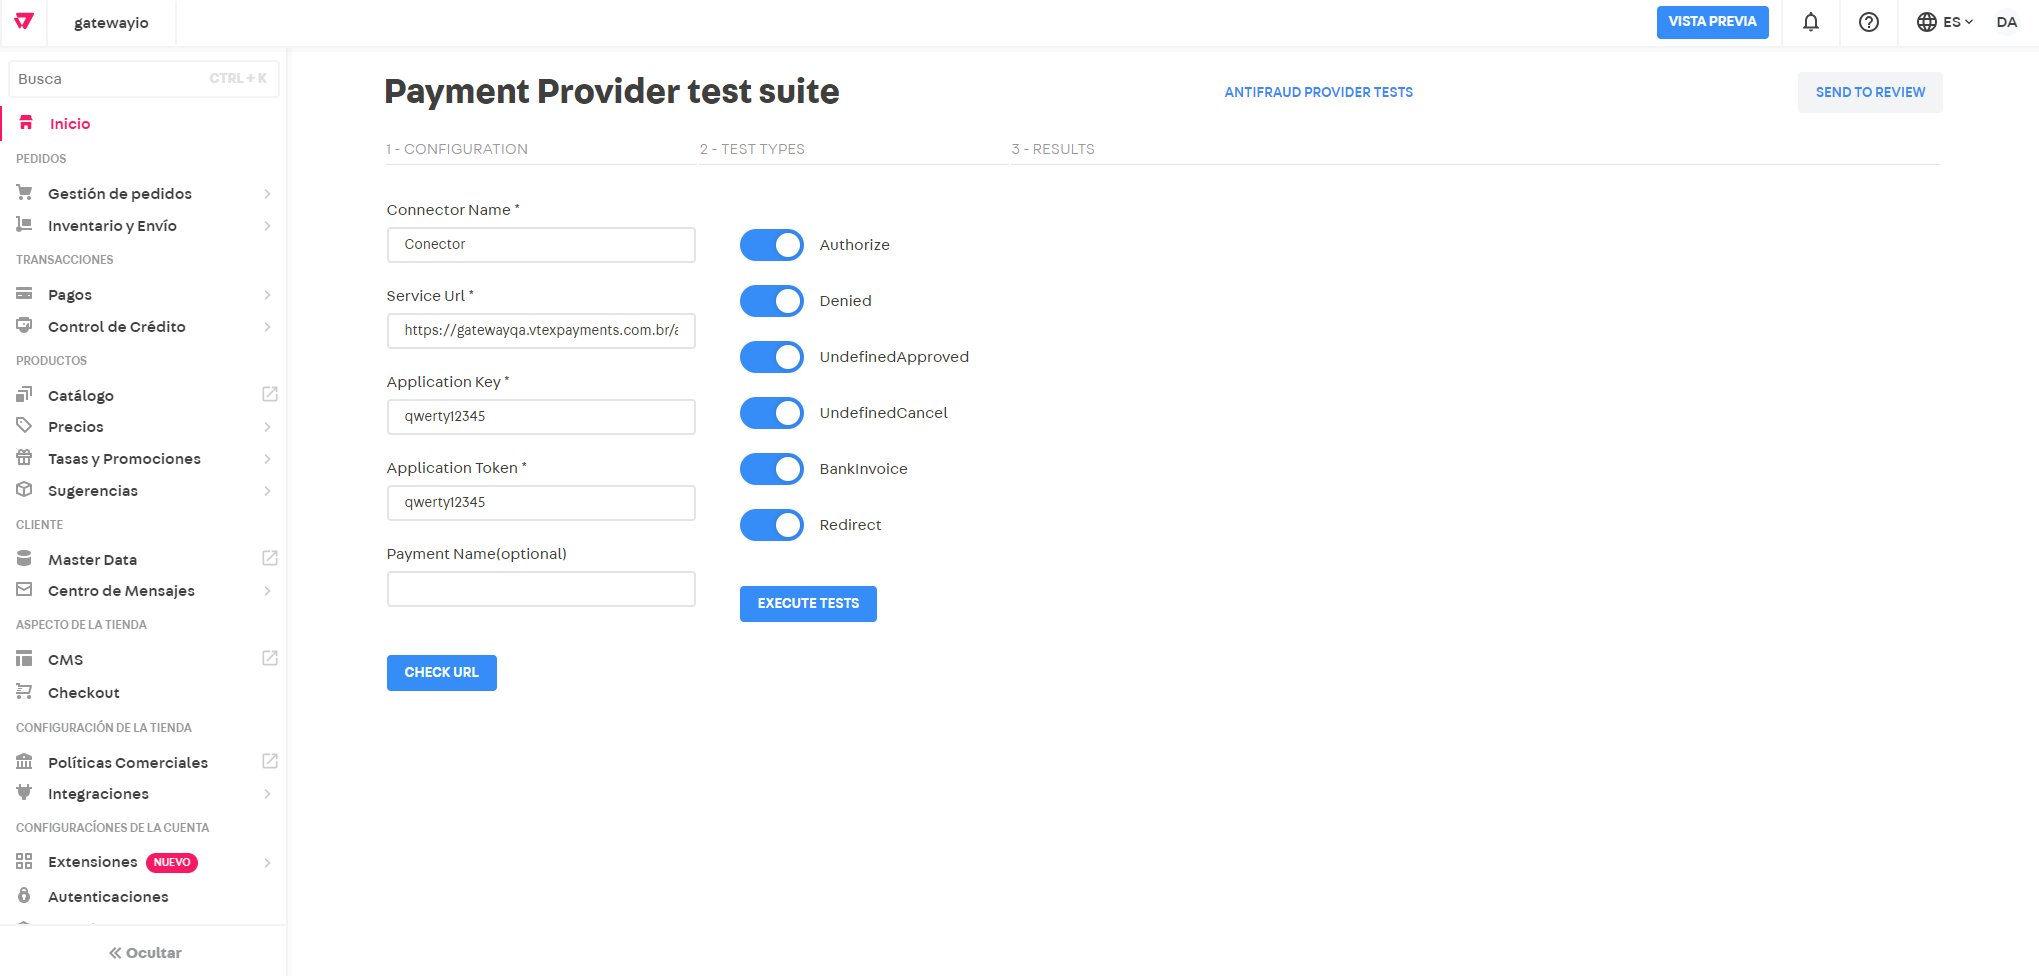 gatewayio
VISTA PREVIA
ES
DA
Busca
CTRL + K
Inicio
PEDIDOS
Gestión de pedidos
Inventario y Envío
TRANSACCIONES
Pagos
Control de Crédito
PRODUCTOS
Catálogo
Precios
Tasas y Promociones
Sugerencias
CLIENTE
Master Data
Centro de Mensajes
ASPECTO DE LA TIENDA
CMS
Checkout
CONFIGURACIÓN DE LA TIENDA
Políticas Comerciales
Integraciones
CONFIGURACÍONES DE LA CUENTA
Extensiones NUEVO
Autenticaciones
Ocultar
Payment Provider test suite
ANTIFRAUD PROVIDER TESTS
SEND TO REVIEW
1 - CONFIGURATION
2 - TEST TYPES
3 - RESULTS
Connector Name *
Conector
Service Url *
https://gatewayqa.vtexpayments.com.br/a
Application Key *
qwerty12345
Application Token *
qwerty12345
Payment Name(optional)
CHECK URL
Authorize
Denied
UndefinedApproved
UndefinedCancel
BankInvoice
Redirect
EXECUTE TESTS